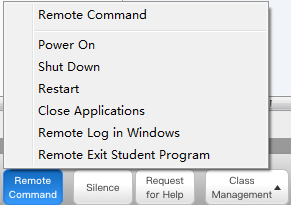 Remote Command
Power On
Shut Down
Restart
Close Applications
Remote Log in Windows
Remote Exit Student Program
Remote
Command
Silence
Request
for Help
Class
Management